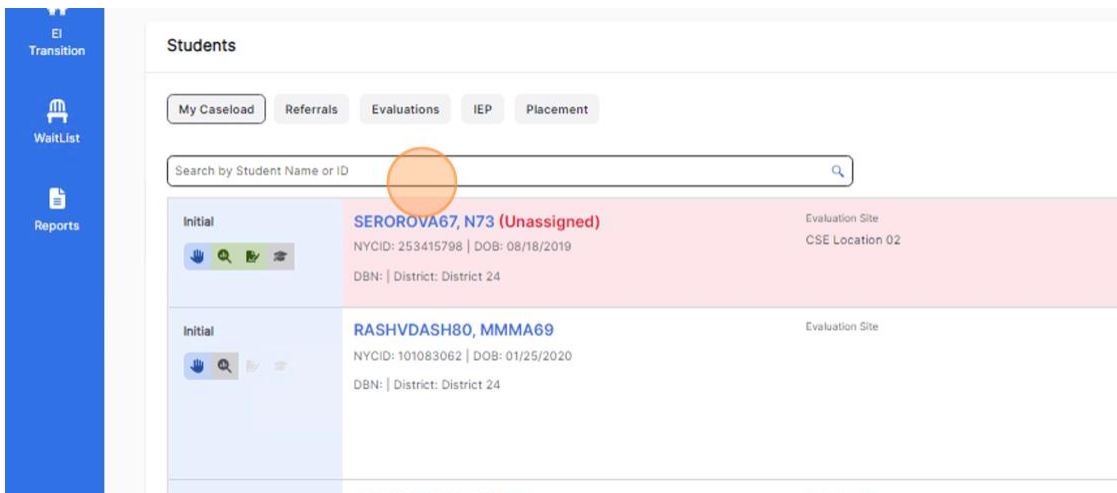 EI
Transition
WaitList
Reports
Students
My Caseload
Referrals
Evaluations
IEP
Placement
Search by Student Name or ID
Initial
SEROROVA67, N73 (Unassigned)
NYCID: 253415798 | DOB: 08/18/2019
DBN: | District: District 24
Evaluation Site
CSE Location 02
Initial
RASHVDASH80, MMMA69
NYCID: 101083062 | DOB: 01/25/2020
DBN: | District: District 24
Evaluation Site